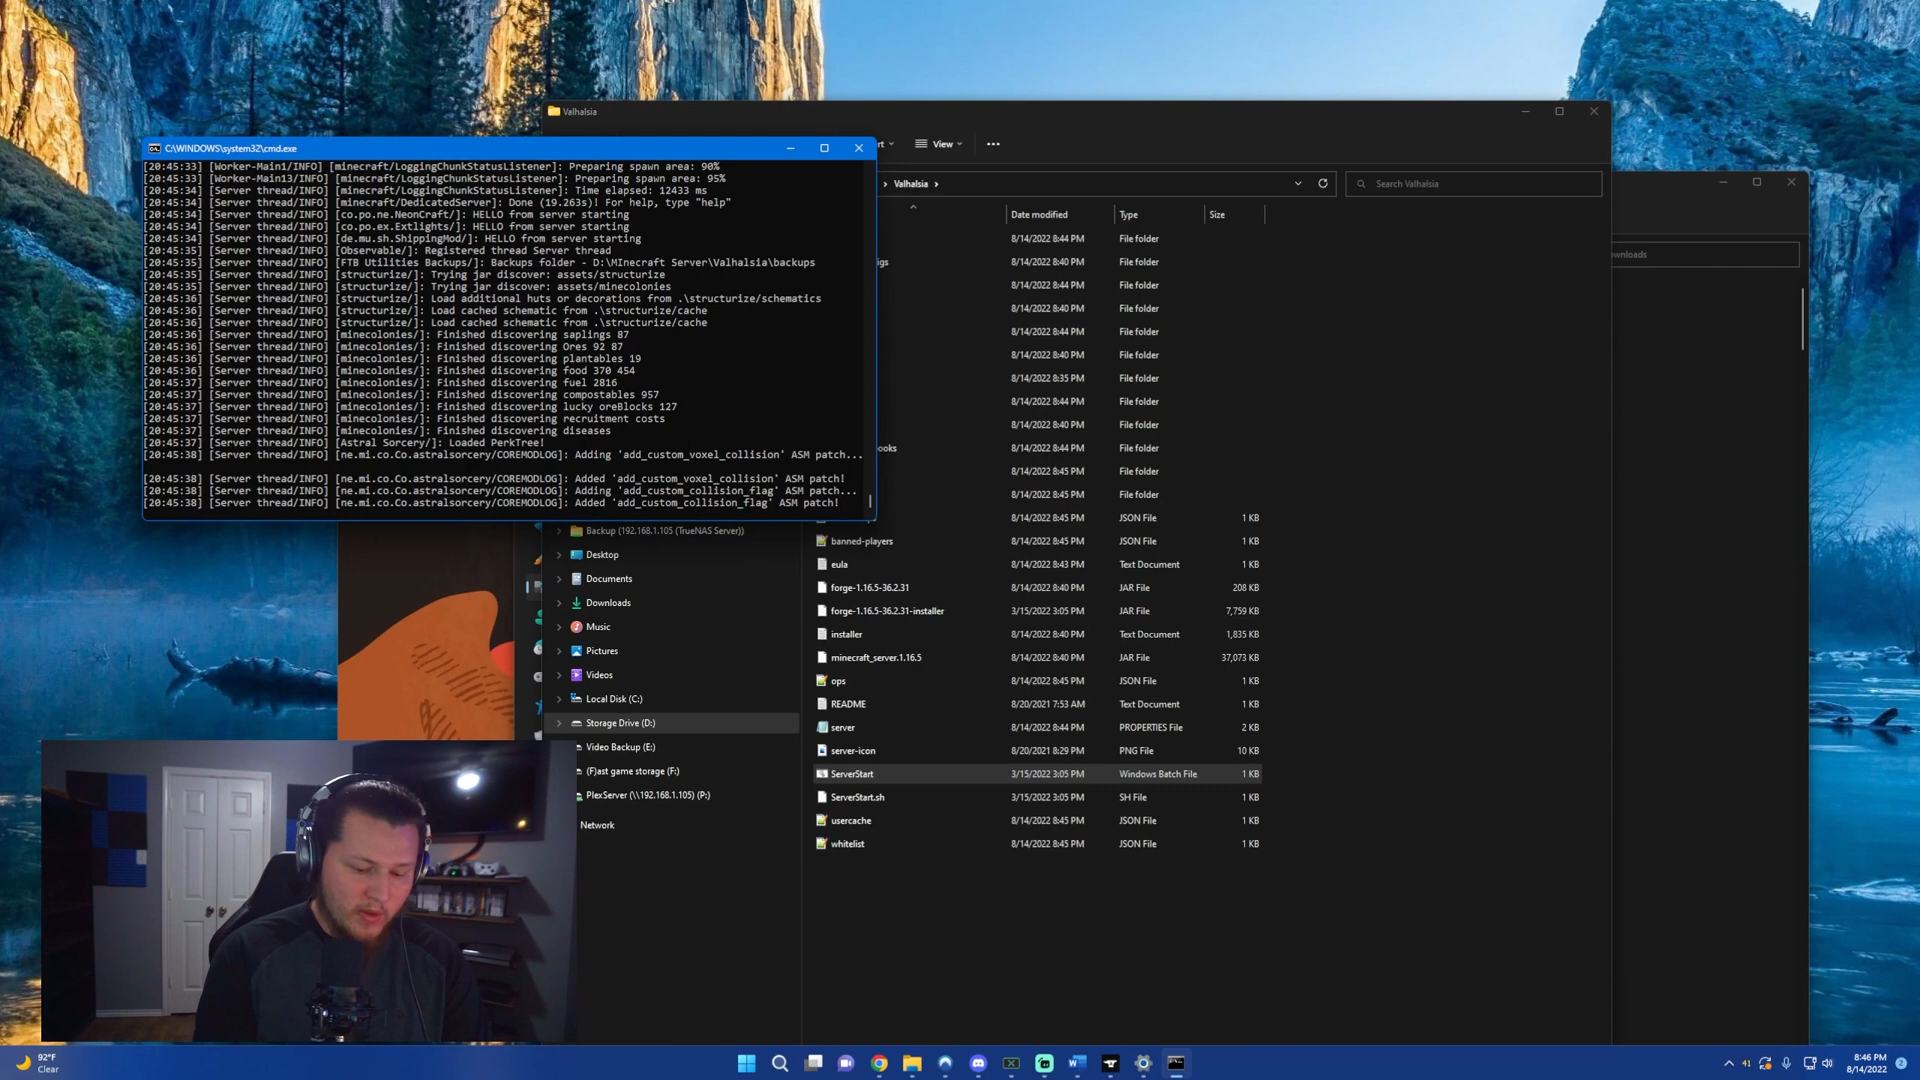 Valhalsia
C:\WINDOWS\system32\cmd.exe
[20:45:33] [Worker-Main1/INFO] [minecraft/LoggingChunkStatusListener]: Preparing spawn area: 90%
[20:45:33] [Worker-Main13/INFO] [minecraft/LoggingChunkStatusListener]: Preparing spawn area: 95%
[20:45:34] [Server thread/INFO] [minecraft/LoggingChunkStatusListener]: Time elapsed: 12433 ms
[20:45:34] [Server thread/INFO] [minecraft/DedicatedServer]: Done (19.263s)! For help, type "help"
[20:45:34] [Server thread/INFO] [co.po.ne.NeonCraft/]: HELLO from server starting
[20:45:34] [Server thread/INFO] [co.po.ex.Extlights/]: HELLO from server starting
[20:45:34] [Server thread/INFO] [de.mu.sh.ShippingMod/]: HELLO from server starting
[20:45:35] [Server thread/INFO] [Observable/]: Registered thread Server thread
[20:45:35] [Server thread/INFO] [FTB Utilities Backups/]: Backups folder - D:\MInecraft Server\Valhalsia\backups
[20:45:35] [Server thread/INFO] [structurize/]: Trying jar discover: assets/structurize
[20:45:35] [Server thread/INFO] [structurize/]: Trying jar discover: assets/minecolonies
[20:45:36] [Server thread/INFO] [structurize/]: Load additional huts or decorations from .\structurize/schematics
[20:45:36] [Server thread/INFO] [structurize/]: Load cached schematic from .\structurize/cache
[20:45:36] [Server thread/INFO] [structurize/]: Load cached schematic from .\structurize/cache
[20:45:36] [Server thread/INFO] [minecolonies/]: Finished discovering saplings 87
[20:45:36] [Server thread/INFO] [minecolonies/]: Finished discovering Ores 92 87
[20:45:36] [Server thread/INFO] [minecolonies/]: Finished discovering plantables 19
[20:45:36] [Server thread/INFO] [minecolonies/]: Finished discovering food 370 454
[20:45:37] [Server thread/INFO] [minecolonies/]: Finished discovering fuel 2816
[20:45:37] [Server thread/INFO] [minecolonies/]: Finished discovering compostables 957
[20:45:37] [Server thread/INFO] [minecolonies/]: Finished discovering lucky oreBlocks 127
[20:45:37] [Server thread/INFO] [minecolonies/]: Finished discovering recruitment costs
[20:45:37] [Server thread/INFO] [minecolonies/]: Finished discovering diseases
[20:45:37] [Server thread/INFO] [Astral Sorcery/]: Loaded PerkTree!
[20:45:38] [Server thread/INFO] [ne.mi.co.Co.astralsorcery/COREMODLOG]: Adding 'add_custom_voxel_collision' ASM patch...
[20:45:38] [Server thread/INFO] [ne.mi.co.Co.astralsorcery/COREMODLOG]: Added 'add_custom_voxel_collision' ASM patch!
[20:45:38] [Server thread/INFO] [ne.mi.co.Co.astralsorcery/COREMODLOG]: Adding 'add_custom_collision_flag' ASM patch...
[20:45:38] [Server thread/INFO] [ne.mi.co.Co.astralsorcery/COREMODLOG]: Added 'add_custom_collision_flag' ASM patch!
rt View
Valhalsia Search Valhalsia
wnloads
Date modified Type Size
8/14/2022 8:44 PM File folder
igs 8/14/2022 8:40 PM File folder
8/14/2022 8:44 PM File folder
8/14/2022 8:40 PM File folder
8/14/2022 8:44 PM File folder
8/14/2022 8:40 PM File folder
8/14/2022 8:35 PM File folder
8/14/2022 8:44 PM File folder
8/14/2022 8:40 PM File folder
ooks 8/14/2022 8:44 PM File folder
8/14/2022 8:45 PM File folder
8/14/2022 8:45 PM File folder
8/14/2022 8:45 PM JSON File 1 KB
banned-players 8/14/2022 8:45 PM JSON File 1 KB
eula 8/14/2022 8:43 PM Text Document 1 KB
forge-1.16.5-36.2.31 8/14/2022 8:40 PM JAR File 208 KB
forge-1.16.5-36.2.31-installer 3/15/2022 3:05 PM JAR File 7,759 KB
installer 8/14/2022 8:40 PM Text Document 1,835 KB
minecraft_server.1.16.5 8/14/2022 8:40 PM JAR File 37,073 KB
ops 8/14/2022 8:45 PM JSON File 1 KB
README 8/20/2021 7:53 AM Text Document 1 KB
server 8/14/2022 8:44 PM PROPERTIES File 2 KB
server-icon 8/20/2021 8:29 PM PNG File 10 KB
ServerStart 3/15/2022 3:05 PM Windows Batch File 1 KB
ServerStart.sh 3/15/2022 3:05 PM SH File 1 KB
usercache 8/14/2022 8:45 PM JSON File 1 KB
whitelist 8/14/2022 8:45 PM JSON File 1 KB
Backup (192.168.1.105 (TrueNAS Server))
Desktop
Documents
Downloads
Music
Pictures
Videos
Local Disk (C:)
Storage Drive (D:)
Video Backup (E:)
(F)ast game storage (F:)
PlexServer (\\192.168.1.105) (P:)
Network
92°F
Clear
41
8:46 PM
8/14/2022
2